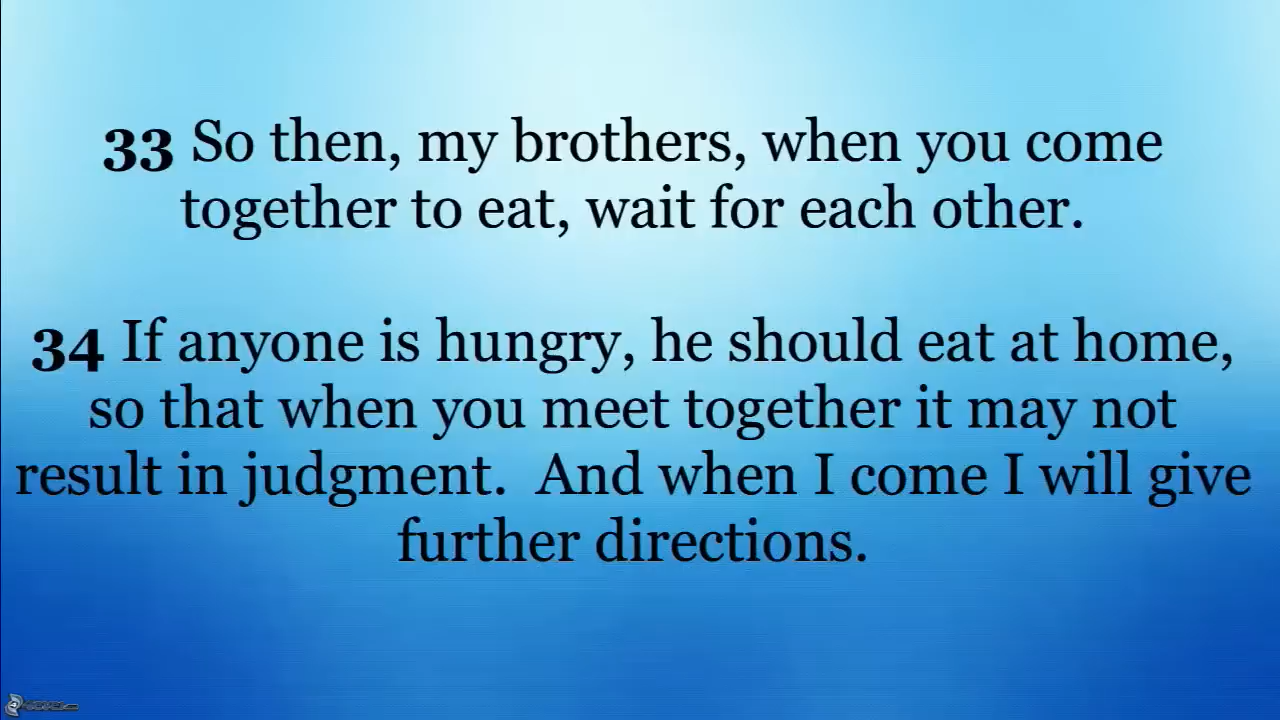 33 So then, my brothers, when you come
together to eat, wait for each other.
34 If anyone is hungry, he should eat at home,
so that when you meet together it may not
result in judgment.  And when I come I will give
further directions.